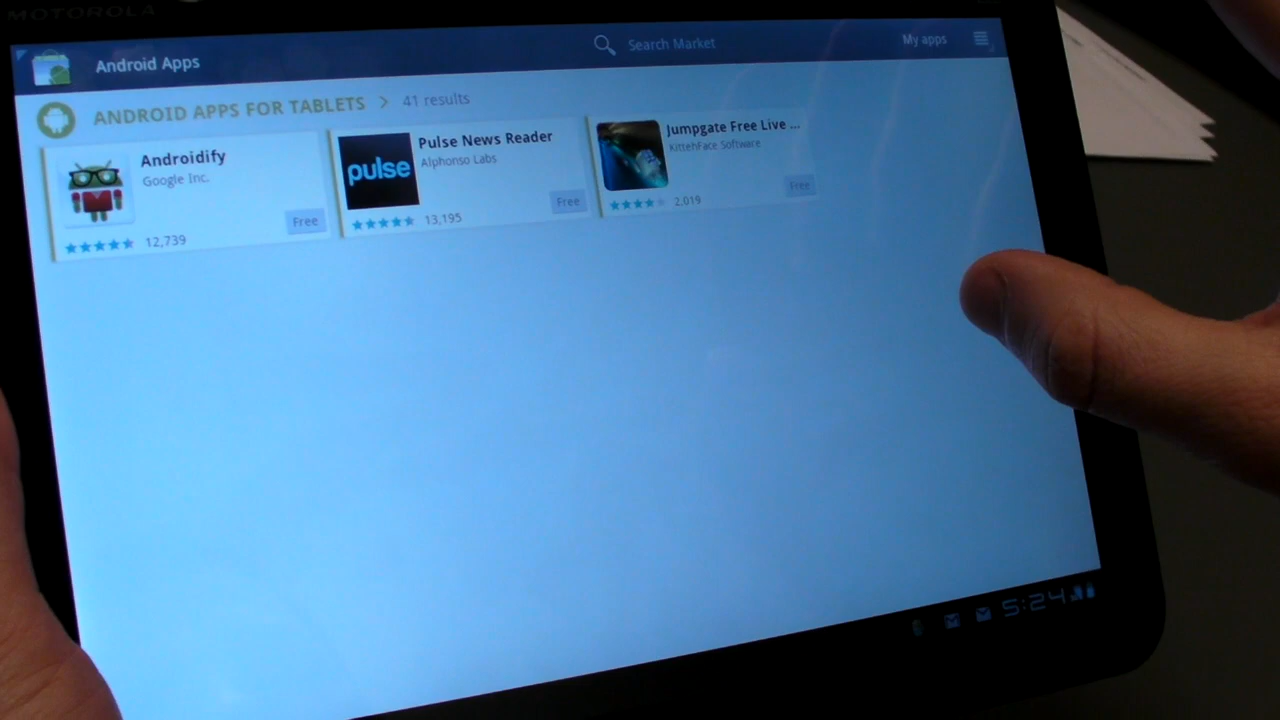 MOTOROLA
Android Apps
Search Market
My apps
ANDROID APPS FOR TABLETS > 41 results
Androidify
Google Inc.
Free
12,739
pulse
Pulse News Reader
Alphonso Labs
Free
13,195
Jumpgate Free Live ...
KittehFace Software
Free
2,019
5:24